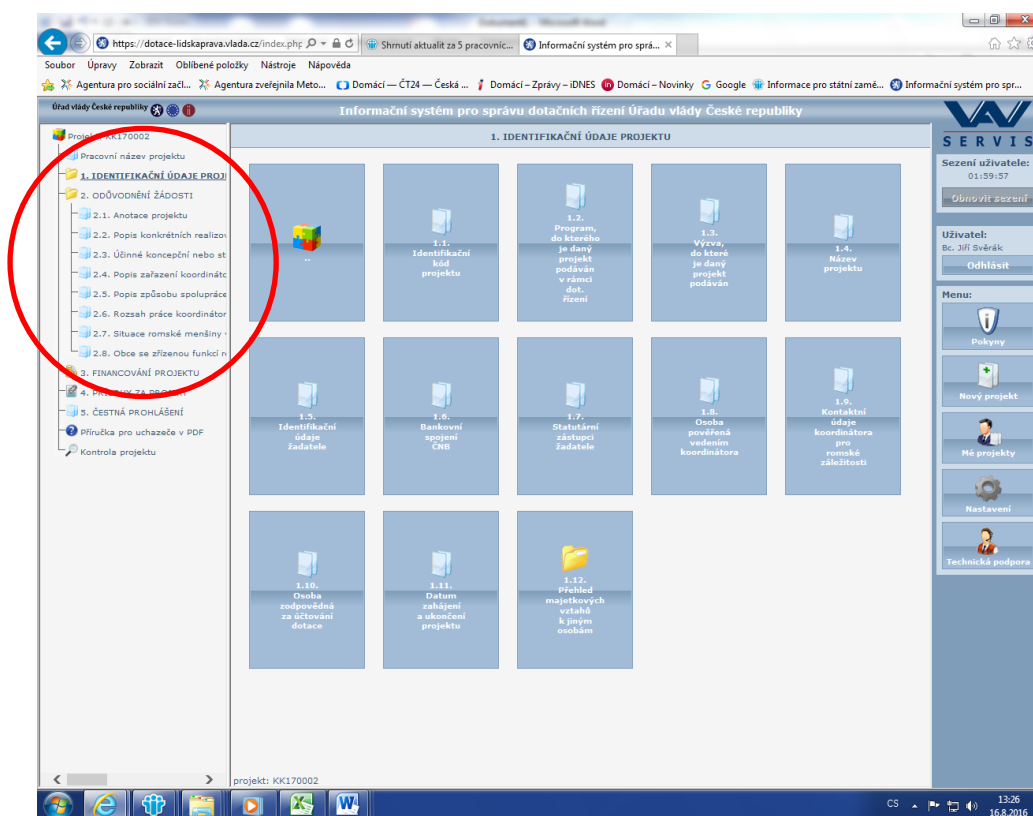 https://dotace-lidskaprava.vlada.cz/index.php
Shrnutí aktualit za 5 pracovníc...
Informační systém pro sprá...
Soubor Úpravy Zobrazit Oblíbené položky Nástroje Nápověda
Agentura pro sociální začl... Agentura zveřejnila Meto... Domácí — ČT24 — Česká ... Domácí – Zprávy – iDNES Domácí – Novinky Google Informace pro státní zamě... Informační systém pro spr...
Úřad vlády České republiky
Informační systém pro správu dotačních řízení Úřadu vlády České republiky
VAV
SERVIS
Projekt KK170002
Pracovní název projektu
1. IDENTIFIKAČNÍ ÚDAJE PROJ
2. ODŮVODNĚNÍ ŽÁDOSTI
2.1. Anotace projektu
2.2. Popis konkrétních realizov
2.3. Účinné koncepční nebo st
2.4. Popis zařazení koordináto
2.5. Popis způsobu spolupráce
2.6. Rozsah práce koordinátor
2.7. Situace romské menšiny
2.8. Obce se zřízenou funkcí
3. FINANCOVÁNÍ PROJEKTU
4. PŘÍLOHY ZA PROJEKT
5. ČESTNÁ PROHLÁŠENÍ
Příručka pro uchazeče v PDF
Kontrola projektu
1. IDENTIFIKAČNÍ ÚDAJE PROJEKTU
..
1.1.
Identifikační
kód
projektu
1.2.
Program,
do kterého
je daný
projekt
podáván
v rámci
dot.
řízení
1.3.
Výzva,
do které
je daný
projekt
podáván
1.4.
Název
projektu
1.5.
Identifikační
údaje
žadatele
1.6.
Bankovní
spojení
ČNB
1.7.
Statutární
zástupci
žadatele
1.8.
Osoba
pověřená
vedením
koordinátora
1.9.
Kontaktní
údaje
koordinátora
pro
romské
záležitosti
1.10.
Osoba
zodpovědná
za účtování
dotace
1.11.
Datum
zahájení
a ukončení
projektu
1.12.
Přehled
majetkových
vztahů
k jiným
osobám
Sezení uživatele:
01:59:57
Obnovit sezení
Uživatel:
Bc. Jiří Svěrák
Odhlásit
Menu:
Pokyny
Nový projekt
Mé projekty
Nastavení
Technická podpora
projekt: KK170002
CS
13:26
16.8.2016